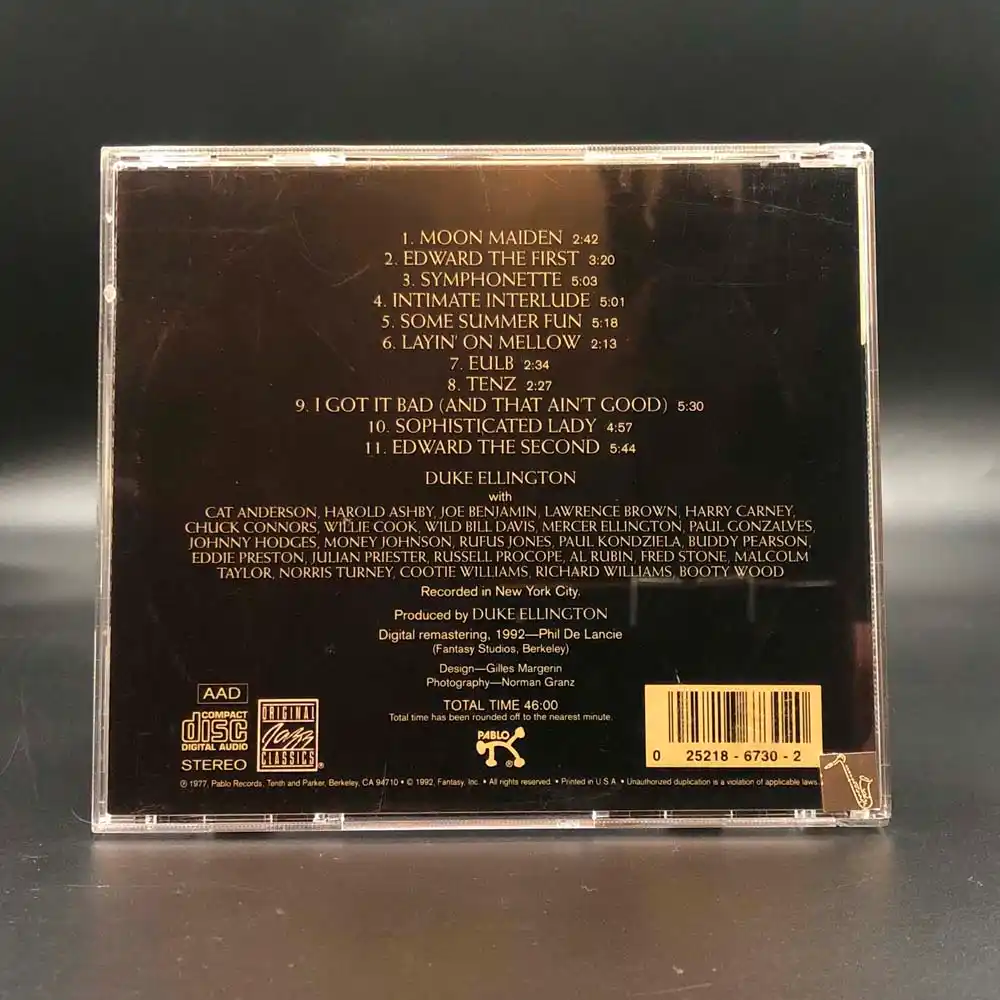 1. MOON MAIDEN 2:42
2. EDWARD THE FIRST 3:20
3. SYMPHONETTE 5:03
4. INTIMATE INTERLUDE 5:01
5. SOME SUMMER FUN 5:18
6. LAYIN' ON MELLOW 2:13
7. EULB 2:34
8. TENZ 2:27
9. I GOT IT BAD (AND THAT AIN'T GOOD) 5:30
10. SOPHISTICATED LADY 4:57
11. EDWARD THE SECOND 5:44
DUKE ELLINGTON
with
CAT ANDERSON, HAROLD ASHBY, JOE BENJAMIN, LAWRENCE BROWN, HARRY CARNEY,
CHUCK CONNORS, WILLIE COOK, WILD BILL DAVIS, MERCER ELLINGTON, PAUL GONZALVES,
JOHNNY HODGES, MONEY JOHNSON, RUFUS JONES, PAUL KONDZIELA, BUDDY PEARSON,
EDDIE PRESTON, JULIAN PRIESTER, RUSSELL PROCOPE, AL RUBIN, FRED STONE, MALCOLM
TAYLOR, NORRIS TURNEY, COOTIE WILLIAMS, RICHARD WILLIAMS, BOOTY WOOD
Recorded in New York City.
Produced by DUKE ELLINGTON
Digital remastering, 1992—Phil De Lancie
(Fantasy Studios, Berkeley)
Design—Gilles Margerin
Photography—Norman Granz
TOTAL TIME 46:00
Total time has been rounded off to the nearest minute.
AAD
COMPACT
disc
DIGITAL AUDIO
STEREO
ORIGINAL
Jazz
CLASSICS®
PABLO
®
0 25218 - 6730 - 2
℗ 1977, Pablo Records, Tenth and Parker, Berkeley, CA 94710 • © 1992, Fantasy, Inc. • All rights reserved. • Printed in U.S.A. • Unauthorized duplication is a violation of applicable laws.